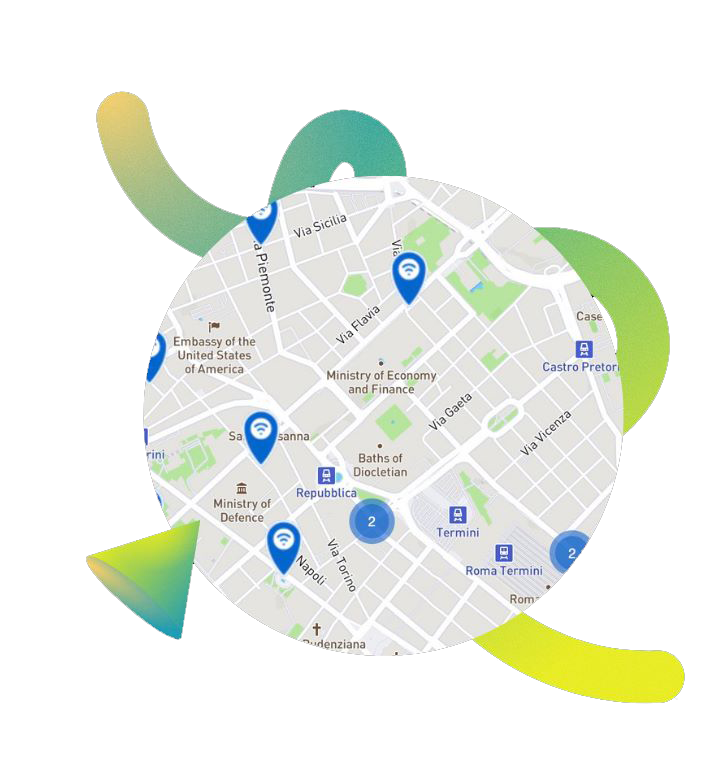 Via Sicilia
Via
a Piemonte
Case
Via Flavia
Embassy of the
United States
of America
Castro Pretori
Ministry of Economy
and Finance
Via Gaeta
Via Vicenza
Sa
sanna
rini
Baths of
Diocletian
Repubblica
Ministry of
Defence
2
Termini
2
Roma Termini
Via Torino
Napoli
Roma
Pudenziana